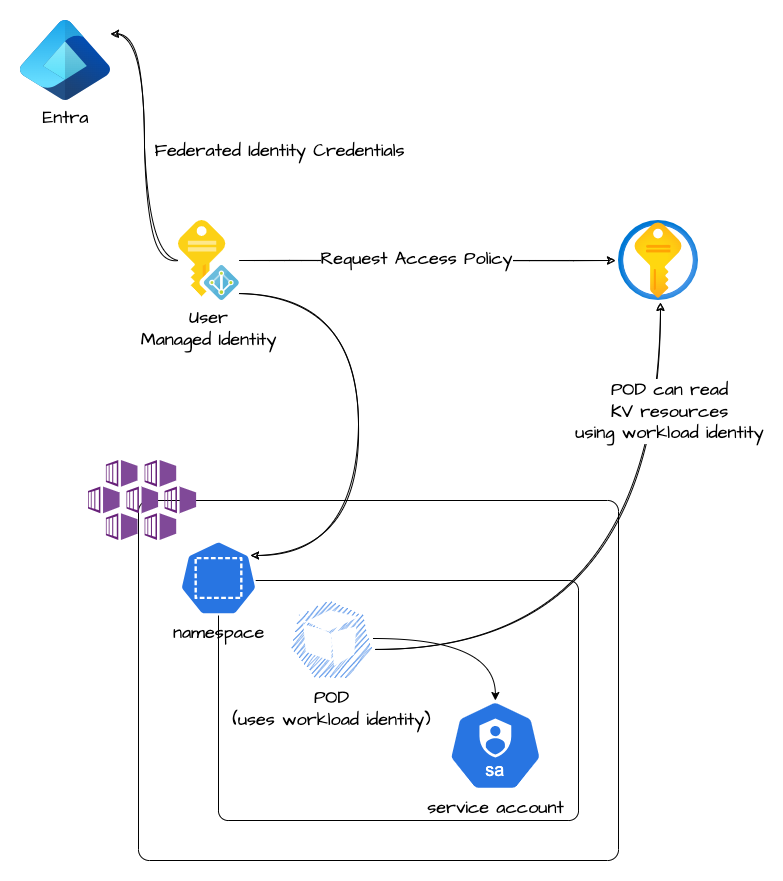 Entra
Federated Identity Credentials
Request Access Policy
User
Managed Identity
POD can read
KV resources
using workload identity
namespace
POD
(uses workload identity)
sa
service account